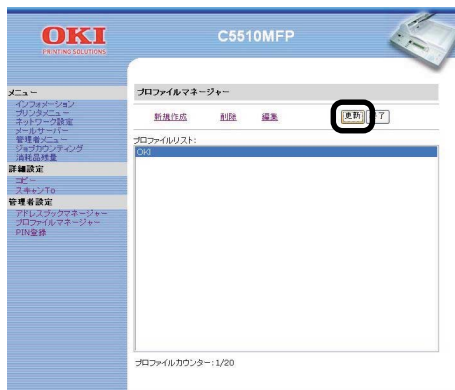 OKI
PRINTING SOLUTIONS
C5510MFP
メニュー
インフォメーション
プリンタメニュー
ネットワーク設定
メールサーバー
管理者メニュー
ジョブカウンティング
消耗品残量
詳細設定
コピー
スキャンTo
管理者設定
アドレスブックマネージャー
プロファイルマネージャー
PIN登録
プロファイルマネージャー
新規作成 削除 編集 更新 了
プロファイルリスト:
OKI
プロファイルカウンター:1/20